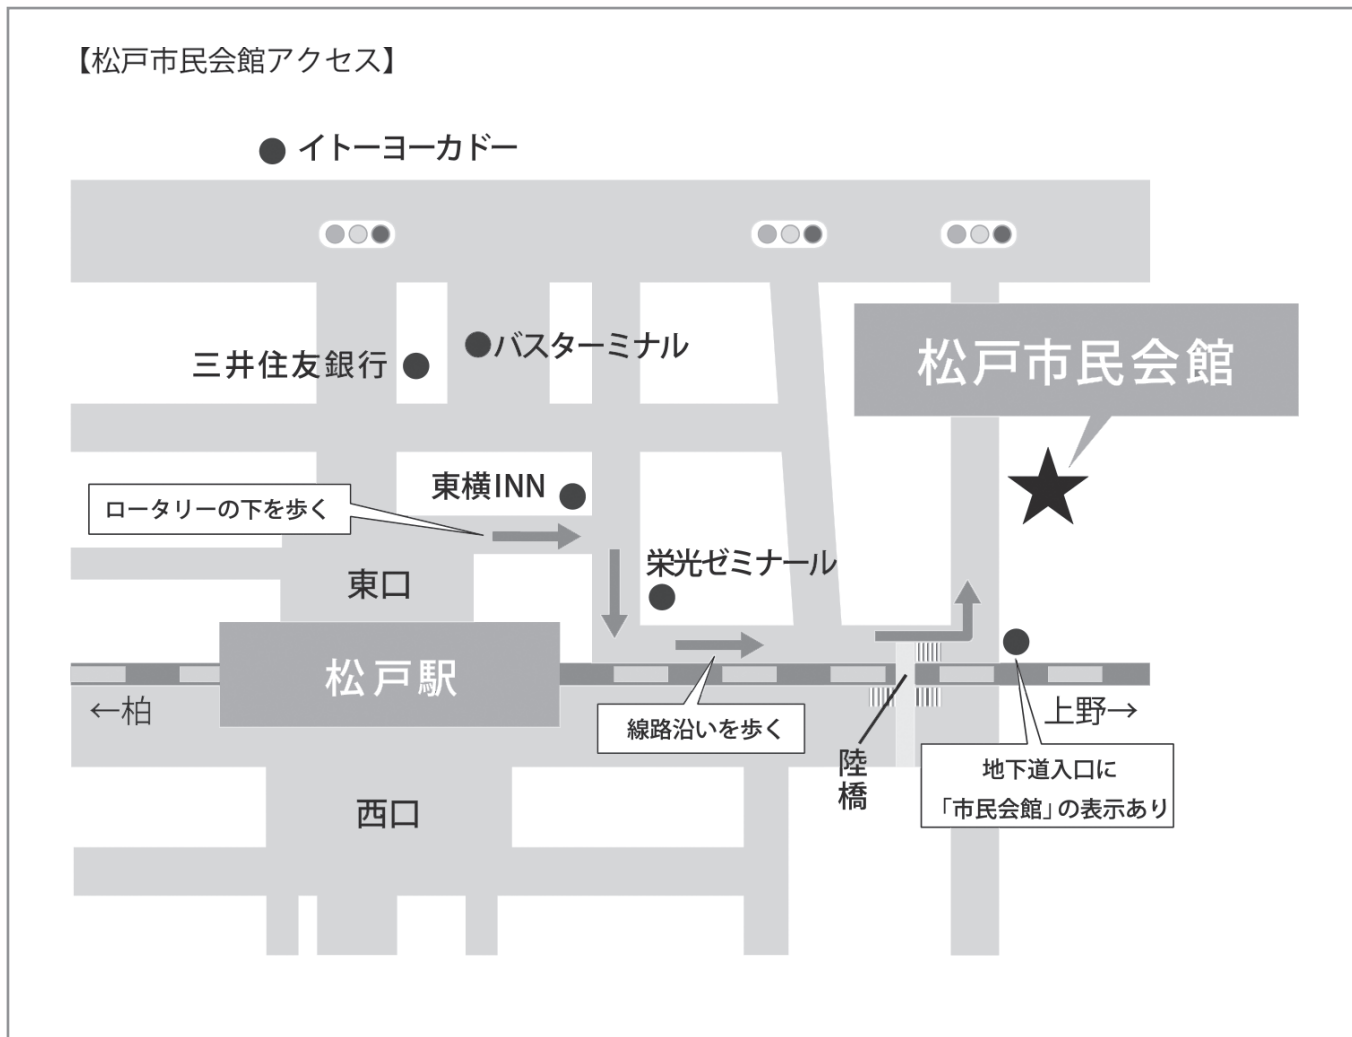 【松戸市民会館アクセス】
イトーヨーカドー
三井住友銀行
バスターミナル
松戸市民会館
東横INN
ロータリーの下を歩く
栄光ゼミナール
東口
松戸駅
←柏
線路沿いを歩く
上野→
陸橋
地下道入口に
「市民会館」の表示あり
西口